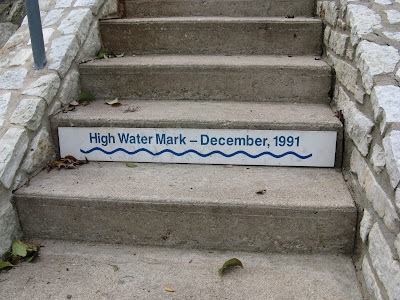 High Water Mark – December, 1991